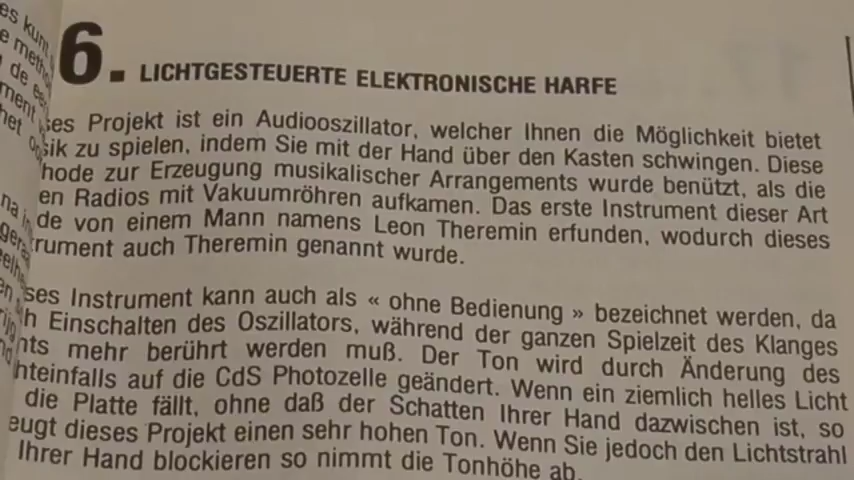 6. LICHTGESTEUERTE ELEKTRONISCHE HARFE
ses Projekt ist ein Audiooszillator, welcher Ihnen die Möglichkeit bietet
sik zu spielen, indem Sie mit der Hand über den Kasten schwingen. Diese
hode zur Erzeugung musikalischer Arrangements wurde benützt, als die
en Radios mit Vakuumröhren aufkamen. Das erste Instrument dieser Art
de von einem Mann namens Leon Theremin erfunden, wodurch dieses
trument auch Theremin genannt wurde.
ses Instrument kann auch als « ohne Bedienung » bezeichnet werden, da
h Einschalten des Oszillators, während der ganzen Spielzeit des Klanges
nts mehr berührt werden muß. Der Ton wird durch Änderung des
hteinfalls auf die CdS Photozelle geändert. Wenn ein ziemlich helles Licht
die Platte fällt, ohne daß der Schatten Ihrer Hand dazwischen ist, so
eugt dieses Projekt einen sehr hohen Ton. Wenn Sie jedoch den Lichtstrahl
Ihrer Hand blockieren so nimmt die Tonhöhe ab.